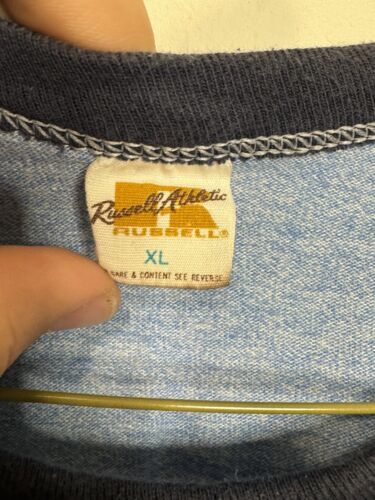 Russell Athletic
RUSSELL®
XL
CARE & CONTENT SEE REVERSE